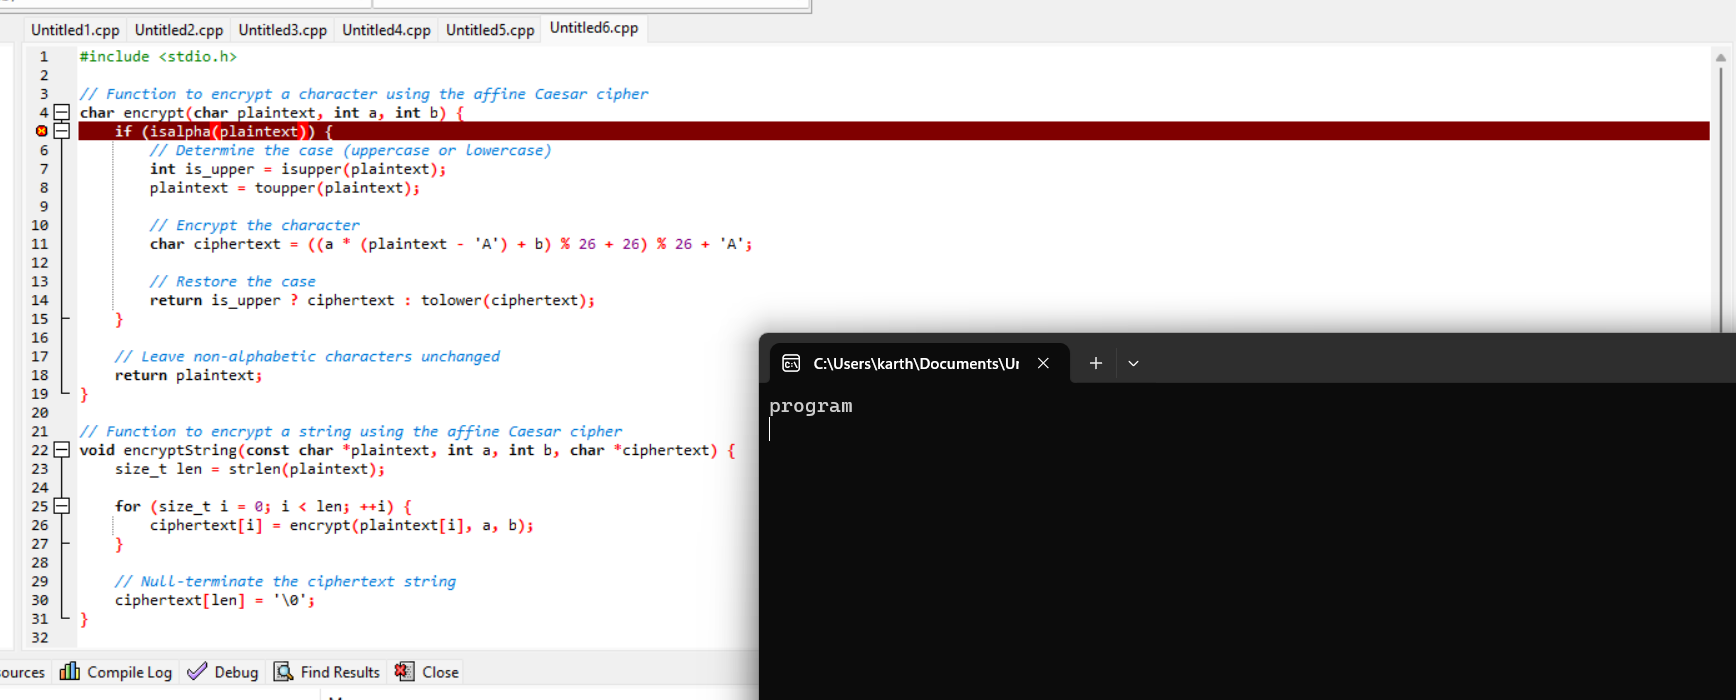 Untitled1.cpp Untitled2.cpp Untitled3.cpp Untitled4.cpp Untitled5.cpp Untitled6.cpp
1 #include <stdio.h>
2
3 // Function to encrypt a character using the affine Caesar cipher
4 char encrypt(char plaintext, int a, int b) {
if (isalpha(plaintext)) {
6 // Determine the case (uppercase or lowercase)
7 int is_upper = isupper(plaintext);
8 plaintext = toupper(plaintext);
9
10 // Encrypt the character
11 char ciphertext = ((a * (plaintext - 'A') + b) % 26 + 26) % 26 + 'A';
12
13 // Restore the case
14 return is_upper ? ciphertext : tolower(ciphertext);
15 }
16
17 // Leave non-alphabetic characters unchanged
18 return plaintext;
19 }
20
21 // Function to encrypt a string using the affine Caesar cipher
22 void encryptString(const char *plaintext, int a, int b, char *ciphertext) {
23 size_t len = strlen(plaintext);
24
25 for (size_t i = 0; i < len; ++i) {
26 ciphertext[i] = encrypt(plaintext[i], a, b);
27 }
28
29 // Null-terminate the ciphertext string
30 ciphertext[len] = '\0';
31 }
32
C:\Users\karth\Documents\Un
program
ources Compile Log Debug Find Results Close